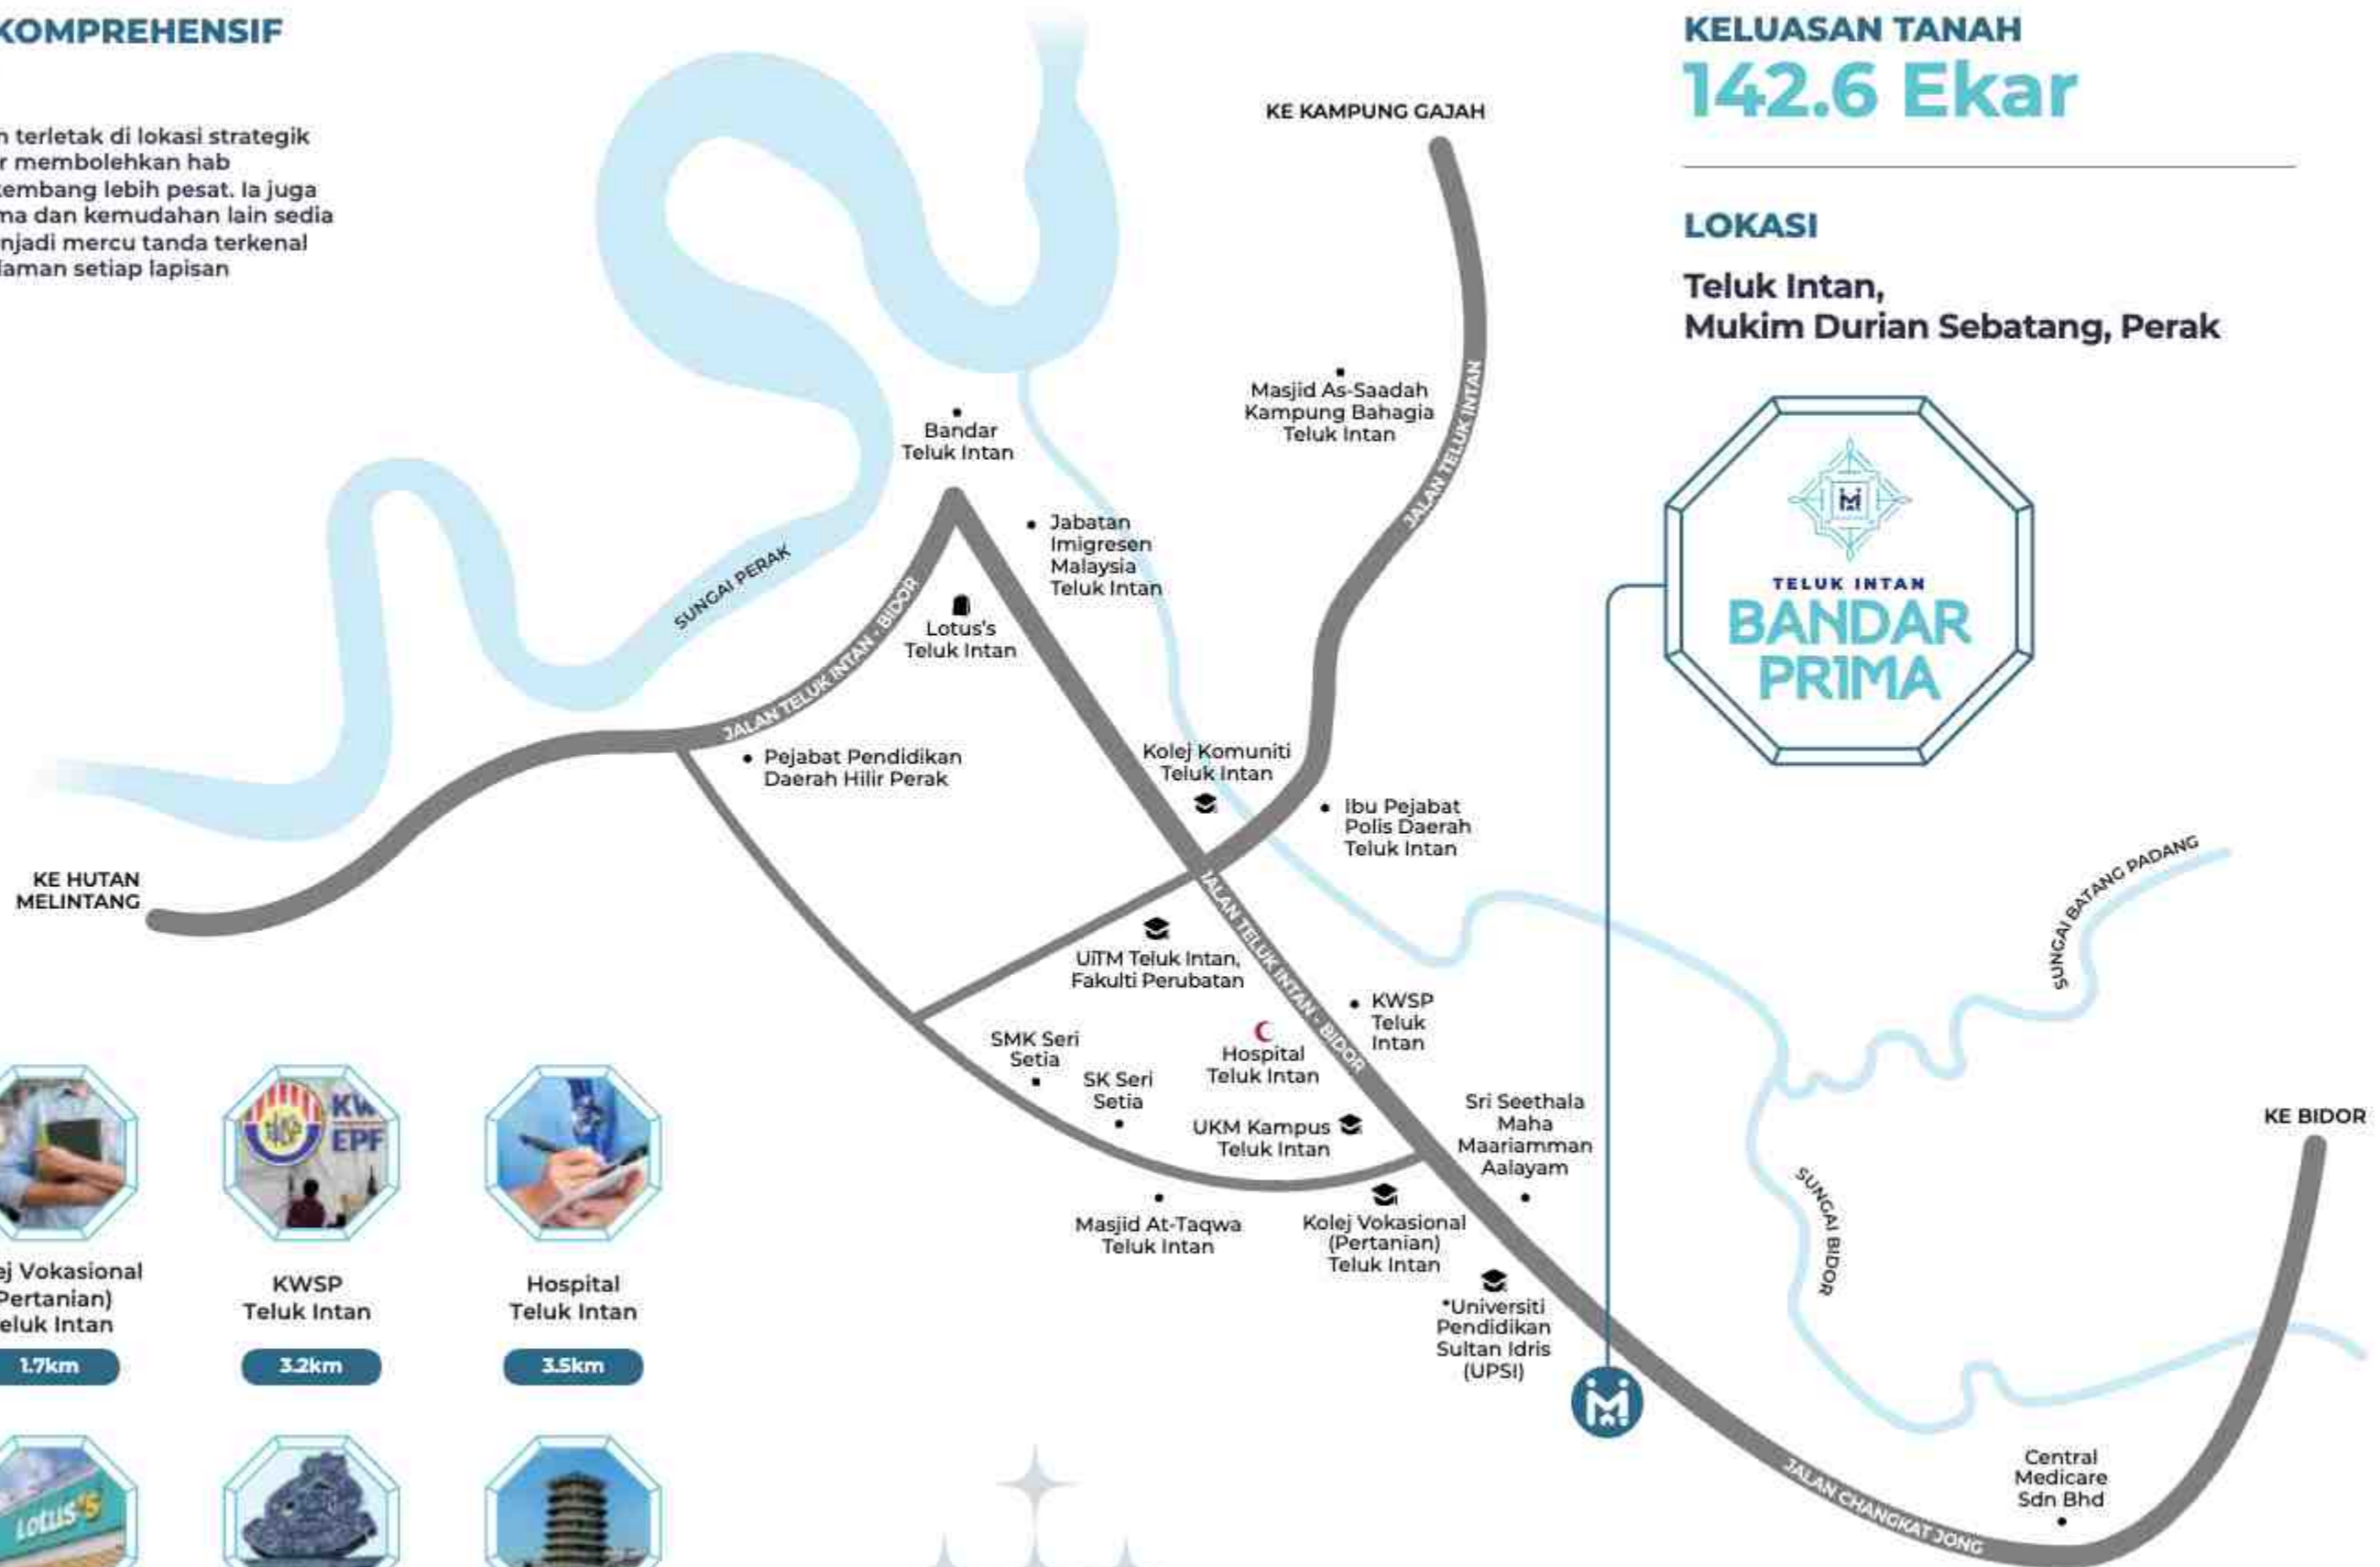 KOMPREHENSIF
terletak di lokasi strategik
membolehkan hab
lebih pesat. Ia juga
dan kemudahan lain sedia
mercu tanda terkenal
setiap lapisan
KELUASAN TANAH
142.6 Ekar
LOKASI
Teluk Intan,
Mukim Durian Sebatang, Perak
TELUK INTAN
BANDAR
PR1MA
KE KAMPUNG GAJAH
Masjid As-Saadah
Kampung Bahagia
Teluk Intan
JALAN TELUK INTAN
Bandar
Teluk Intan
Jabatan
Imigresen
Malaysia
Teluk Intan
SUNGAI PERAK
Lotus's
Teluk Intan
JALAN TELUK INTAN - BIDOR
Pejabat Pendidikan
Daerah Hilir Perak
KE HUTAN
MELINTANG
Kolej Komuniti
Teluk Intan
Ibu Pejabat
Polis Daerah
Teluk Intan
JALAN TELUK INTAN - BIDOR
UiTM Teluk Intan,
Fakulti Perubatan
KWSP
Teluk
Intan
SMK Seri
Setia
SK Seri
Setia
Hospital
Teluk Intan
UKM Kampus
Teluk Intan
Sri Seethala
Maha
Maariamman
Aalayam
Masjid At-Taqwa
Teluk Intan
Kolej Vokasional
(Pertanian)
Teluk Intan
*Universiti
Pendidikan
Sultan Idris
(UPSI)
SUNGAI BATANG PADANG
SUNGAI BIDOR
KE BIDOR
Central
Medicare
Sdn Bhd
JALAN CHANGKAT JONG
KW
EPF
Vokasional
Pertanian)
Intan
1.7km
KWSP
Teluk Intan
3.2km
Hospital
Teluk Intan
3.5km
LOTUS'S